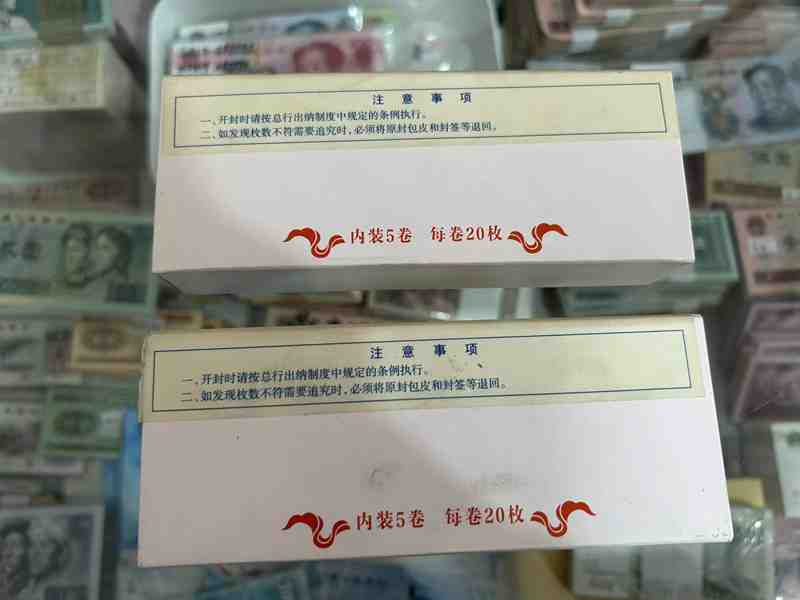 注意事项
一、开封时请按总行出纳制度中规定的条例执行。
二、如发现枚数不符需要追究时，必须将原封包皮和封签等退回。
内装5卷 每卷20枚
注意事项
一、开封时请按总行出纳制度中规定的条例执行。
二、如发现枚数不符需要追究时，必须将原封包皮和封签等退回。
内装5卷 每卷20枚